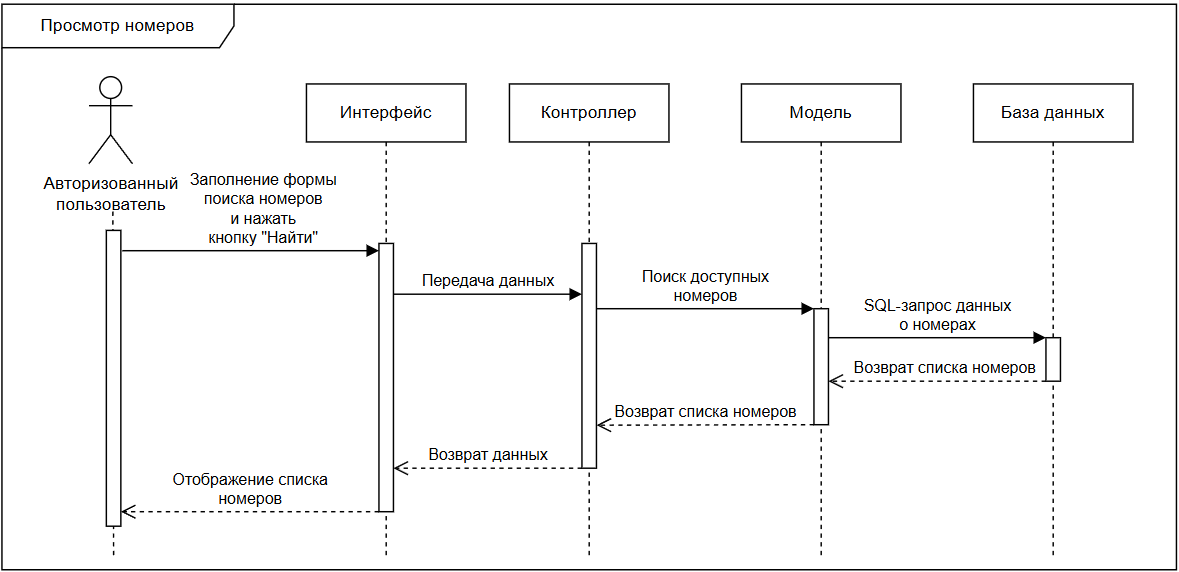 Просмотр номеров
Интерфейс
Контроллер
Модель
База данных
Авторизованный
пользователь
Заполнение формы
поиска номеров
и нажать
кнопку "Найти"
Передача данных
Поиск доступных
номеров
SQL-запрос данных
о номерах
Возврат списка номеров
Возврат списка номеров
Возврат данных
Отображение списка
номеров